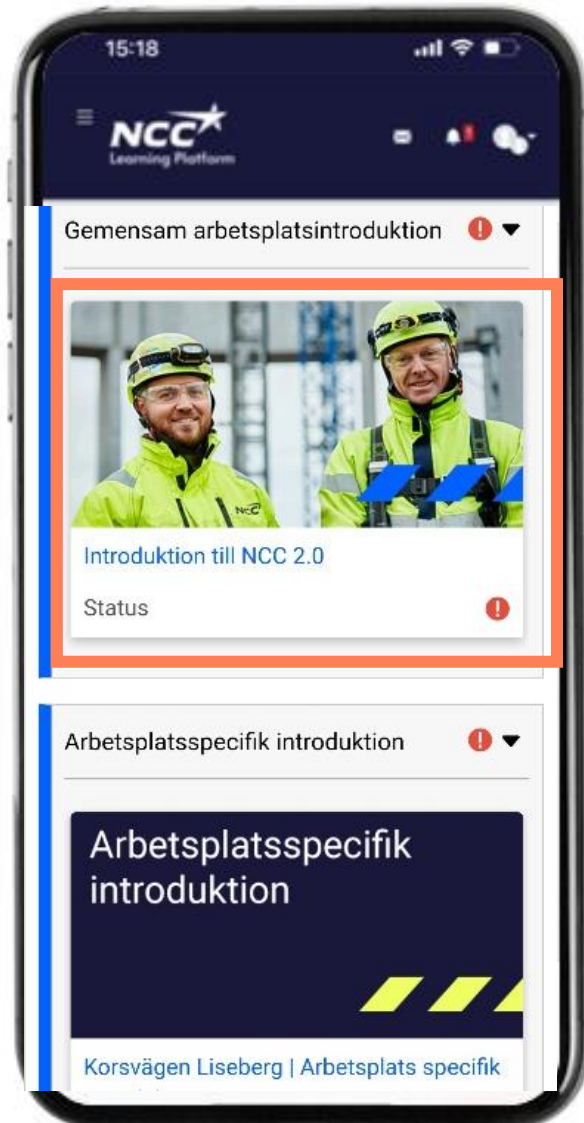 15:18
NCC
Learning Platform
Gemensam arbetsplatsintroduktion
NCC
Introduktion till NCC 2.0
Status
Arbetsplatsspecifik introduktion
Arbetsplatsspecifik
introduktion
Korsvägen Liseberg | Arbetsplats specifik